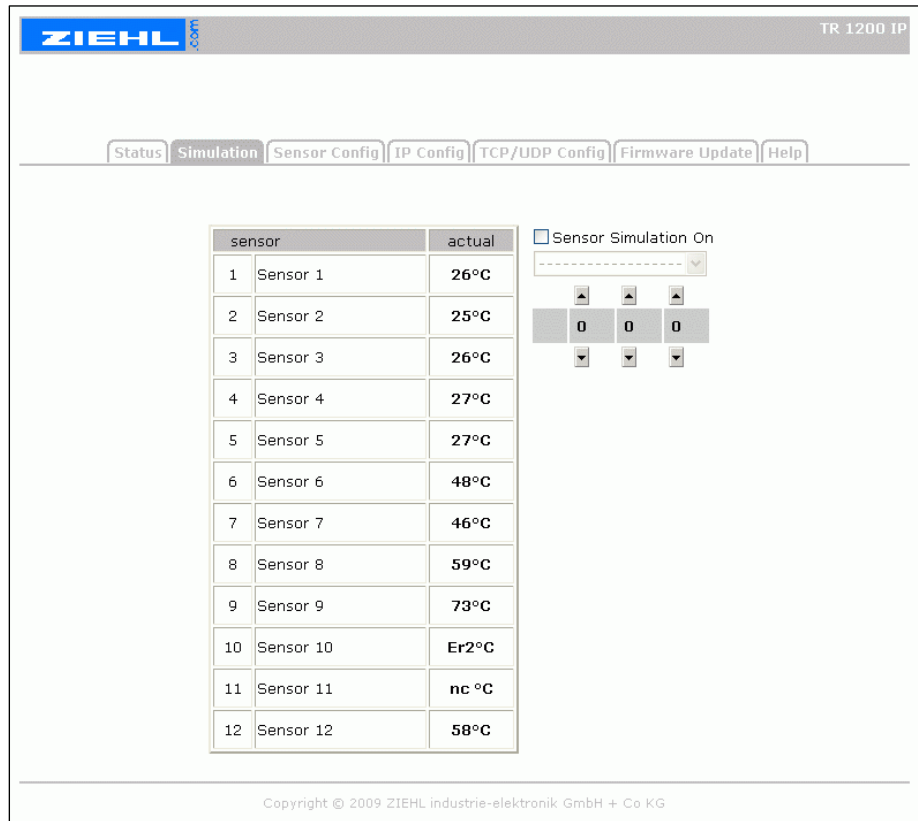 ZIEHL.com
TR 1200 IP
Status Simulation Sensor Config IP Config TCP/UDP Config Firmware Update Help
sensor actual
1 Sensor 1 26°C
2 Sensor 2 25°C
3 Sensor 3 26°C
4 Sensor 4 27°C
5 Sensor 5 27°C
6 Sensor 6 48°C
7 Sensor 7 46°C
8 Sensor 8 59°C
9 Sensor 9 73°C
10 Sensor 10 Er2°C
11 Sensor 11 nc °C
12 Sensor 12 58°C
Sensor Simulation On
------------------
0 0 0
Copyright © 2009 ZIEHL industrie-elektronik GmbH + Co KG